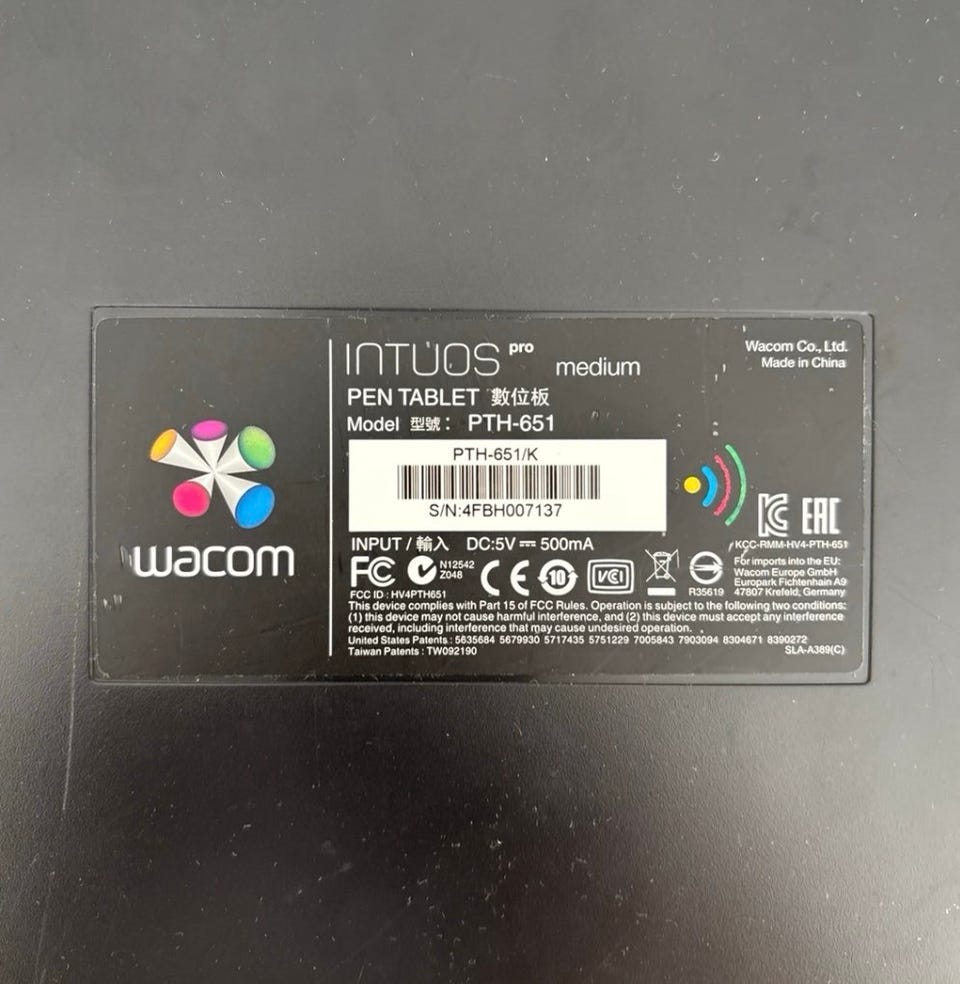 INTUOS pro medium
Wacom Co., Ltd.
Made in China
PEN TABLET 數位板
Model 型號： PTH-651
PTH-651/K
S/N:4FBH007137
wacom
INPUT / 輸入 DC:5V ⎓ 500mA
FC N12542
Z048
CE 10 VCI
R35619
EAC
KCC-RMM-HV4-PTH-651
For imports into the EU:
Wacom Europe GmbH
Europark Fichtenhain A9
47807 Krefeld, Germany
FCC ID : HV4PTH651
This device complies with Part 15 of FCC Rules. Operation is subject to the following two conditions:
(1) this device may not cause harmful interference, and (2) this device must accept any interference
received, including interference that may cause undesired operation.
United States Patents : 5635684 5679930 5717435 5751229 7005843 7903094 8304671 8390272
Taiwan Patents : TW092190
SLA-A389(C)